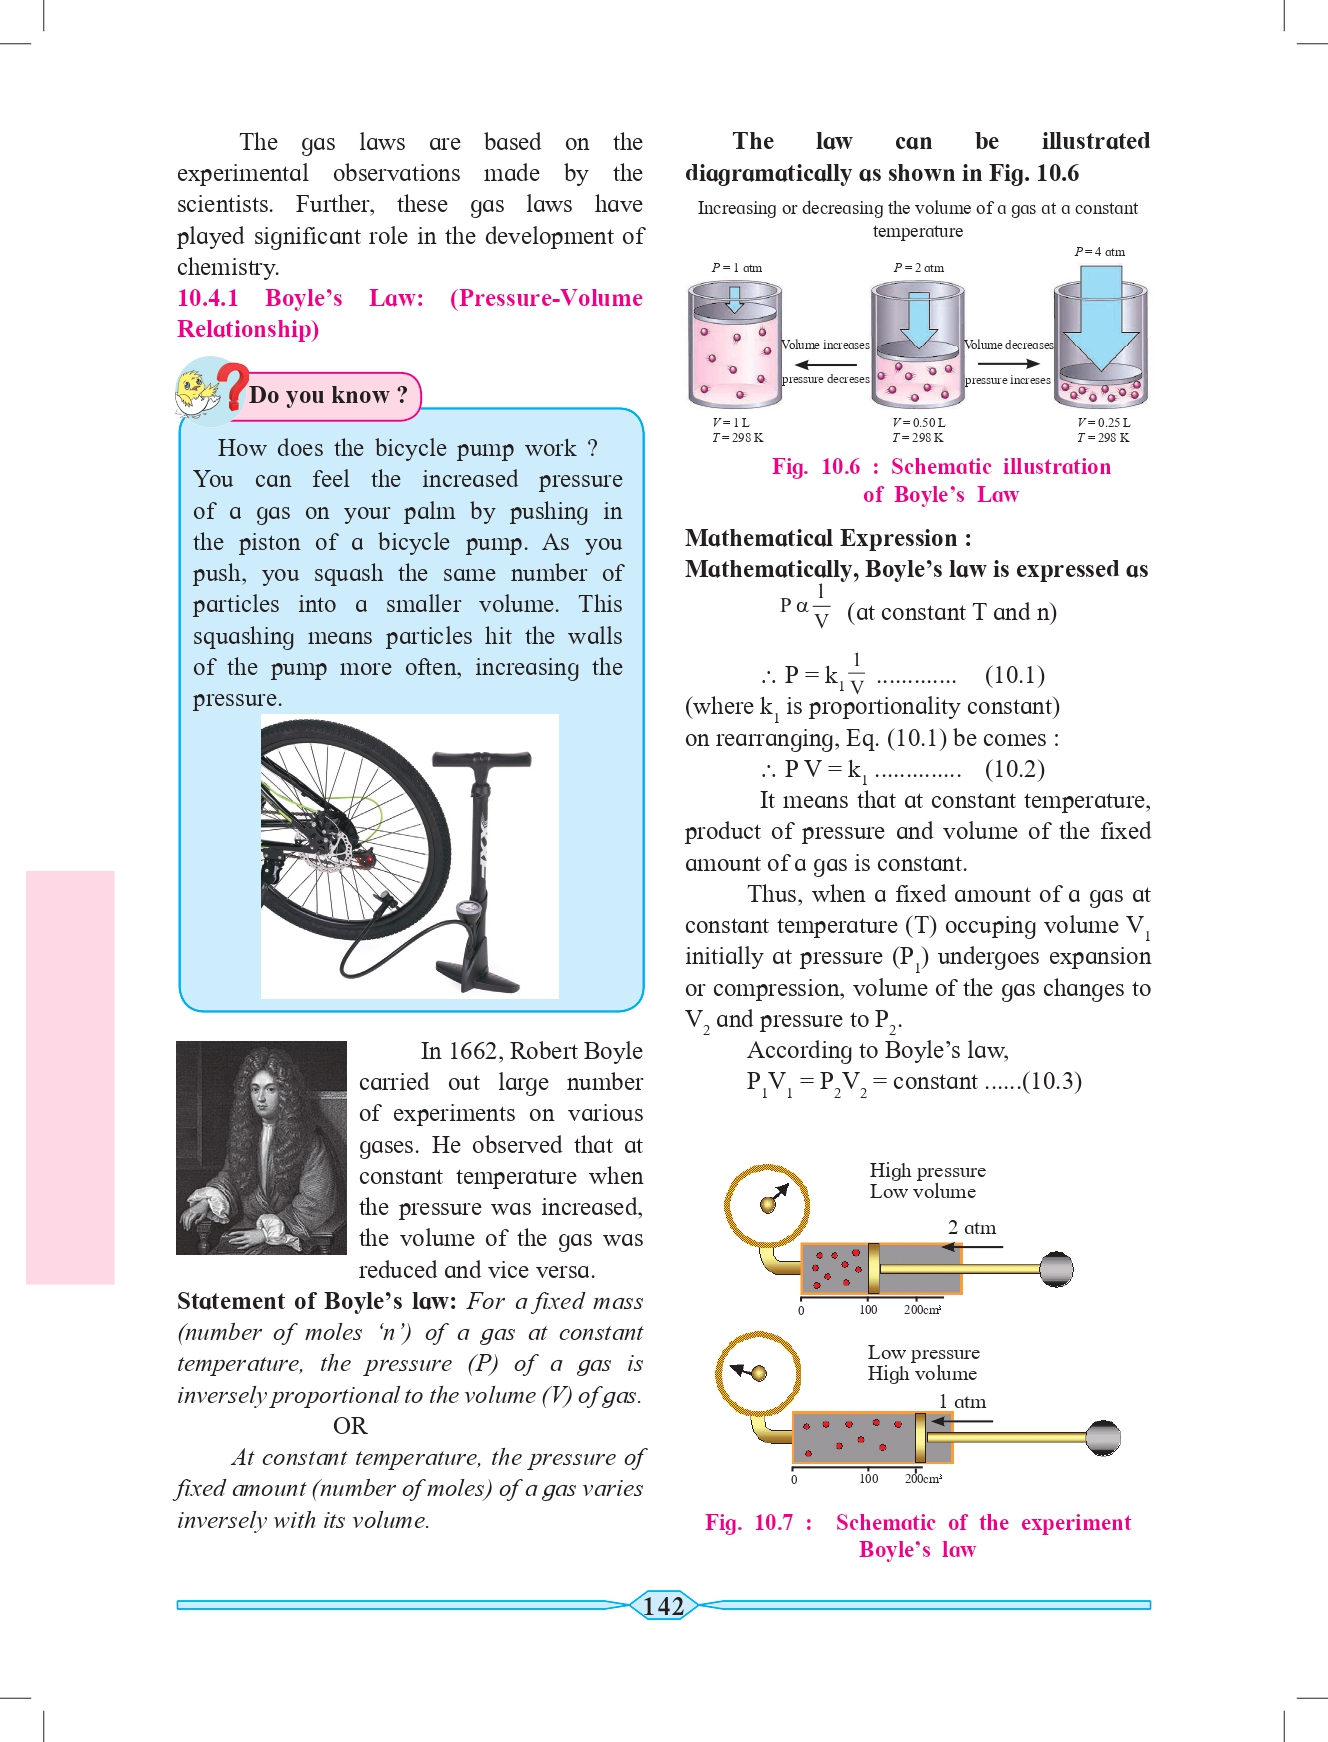 The gas laws are based on the
experimental observations made by the
scientists. Further, these gas laws have
played significant role in the development of
chemistry.
10.4.1 Boyle's Law: (Pressure-Volume
Relationship)
Do you know ?
How does the bicycle pump work ?
You can feel the increased pressure
of a gas on your palm by pushing in
the piston of a bicycle pump. As you
push, you squash the same number of
particles into a smaller volume. This
squashing means particles hit the walls
of the pump more often, increasing the
pressure.
In 1662, Robert Boyle
carried out large number
of experiments on various
gases. He observed that at
constant temperature when
the pressure was increased,
the volume of the gas was
reduced and vice versa.
Statement of Boyle's law: For a fixed mass
(number of moles 'n') of a gas at constant
temperature, the pressure (P) of a gas is
inversely proportional to the volume (V) of gas.
OR
At constant temperature, the pressure of
fixed amount (number of moles) of a gas varies
inversely with its volume.
The law can be illustrated
diagramatically as shown in Fig. 10.6
Increasing or decreasing the volume of a gas at a constant
temperature
P = 1 atm P = 2 atm P = 4 atm
Volume increases Volume decreases
pressure decreses pressure increses
V = 1 L V = 0.50 L V = 0.25 L
T = 298 K T = 298 K T = 298 K
Fig. 10.6 : Schematic illustration
of Boyle's Law
Mathematical Expression :
Mathematically, Boyle's law is expressed as
P α 1/V (at constant T and n)
∴ P = k₁ 1/V ............. (10.1)
(where k₁ is proportionality constant)
on rearranging, Eq. (10.1) be comes :
∴ P V = k₁ .............. (10.2)
It means that at constant temperature,
product of pressure and volume of the fixed
amount of a gas is constant.
Thus, when a fixed amount of a gas at
constant temperature (T) occuping volume V₁
initially at pressure (P₁) undergoes expansion
or compression, volume of the gas changes to
V₂ and pressure to P₂.
According to Boyle's law,
P₁V₁ = P₂V₂ = constant ......(10.3)
High pressure
Low volume
2 atm
0 100 200cm³
Low pressure
High volume
1 atm
0 100 200cm³
Fig. 10.7 : Schematic of the experiment
Boyle's law
142